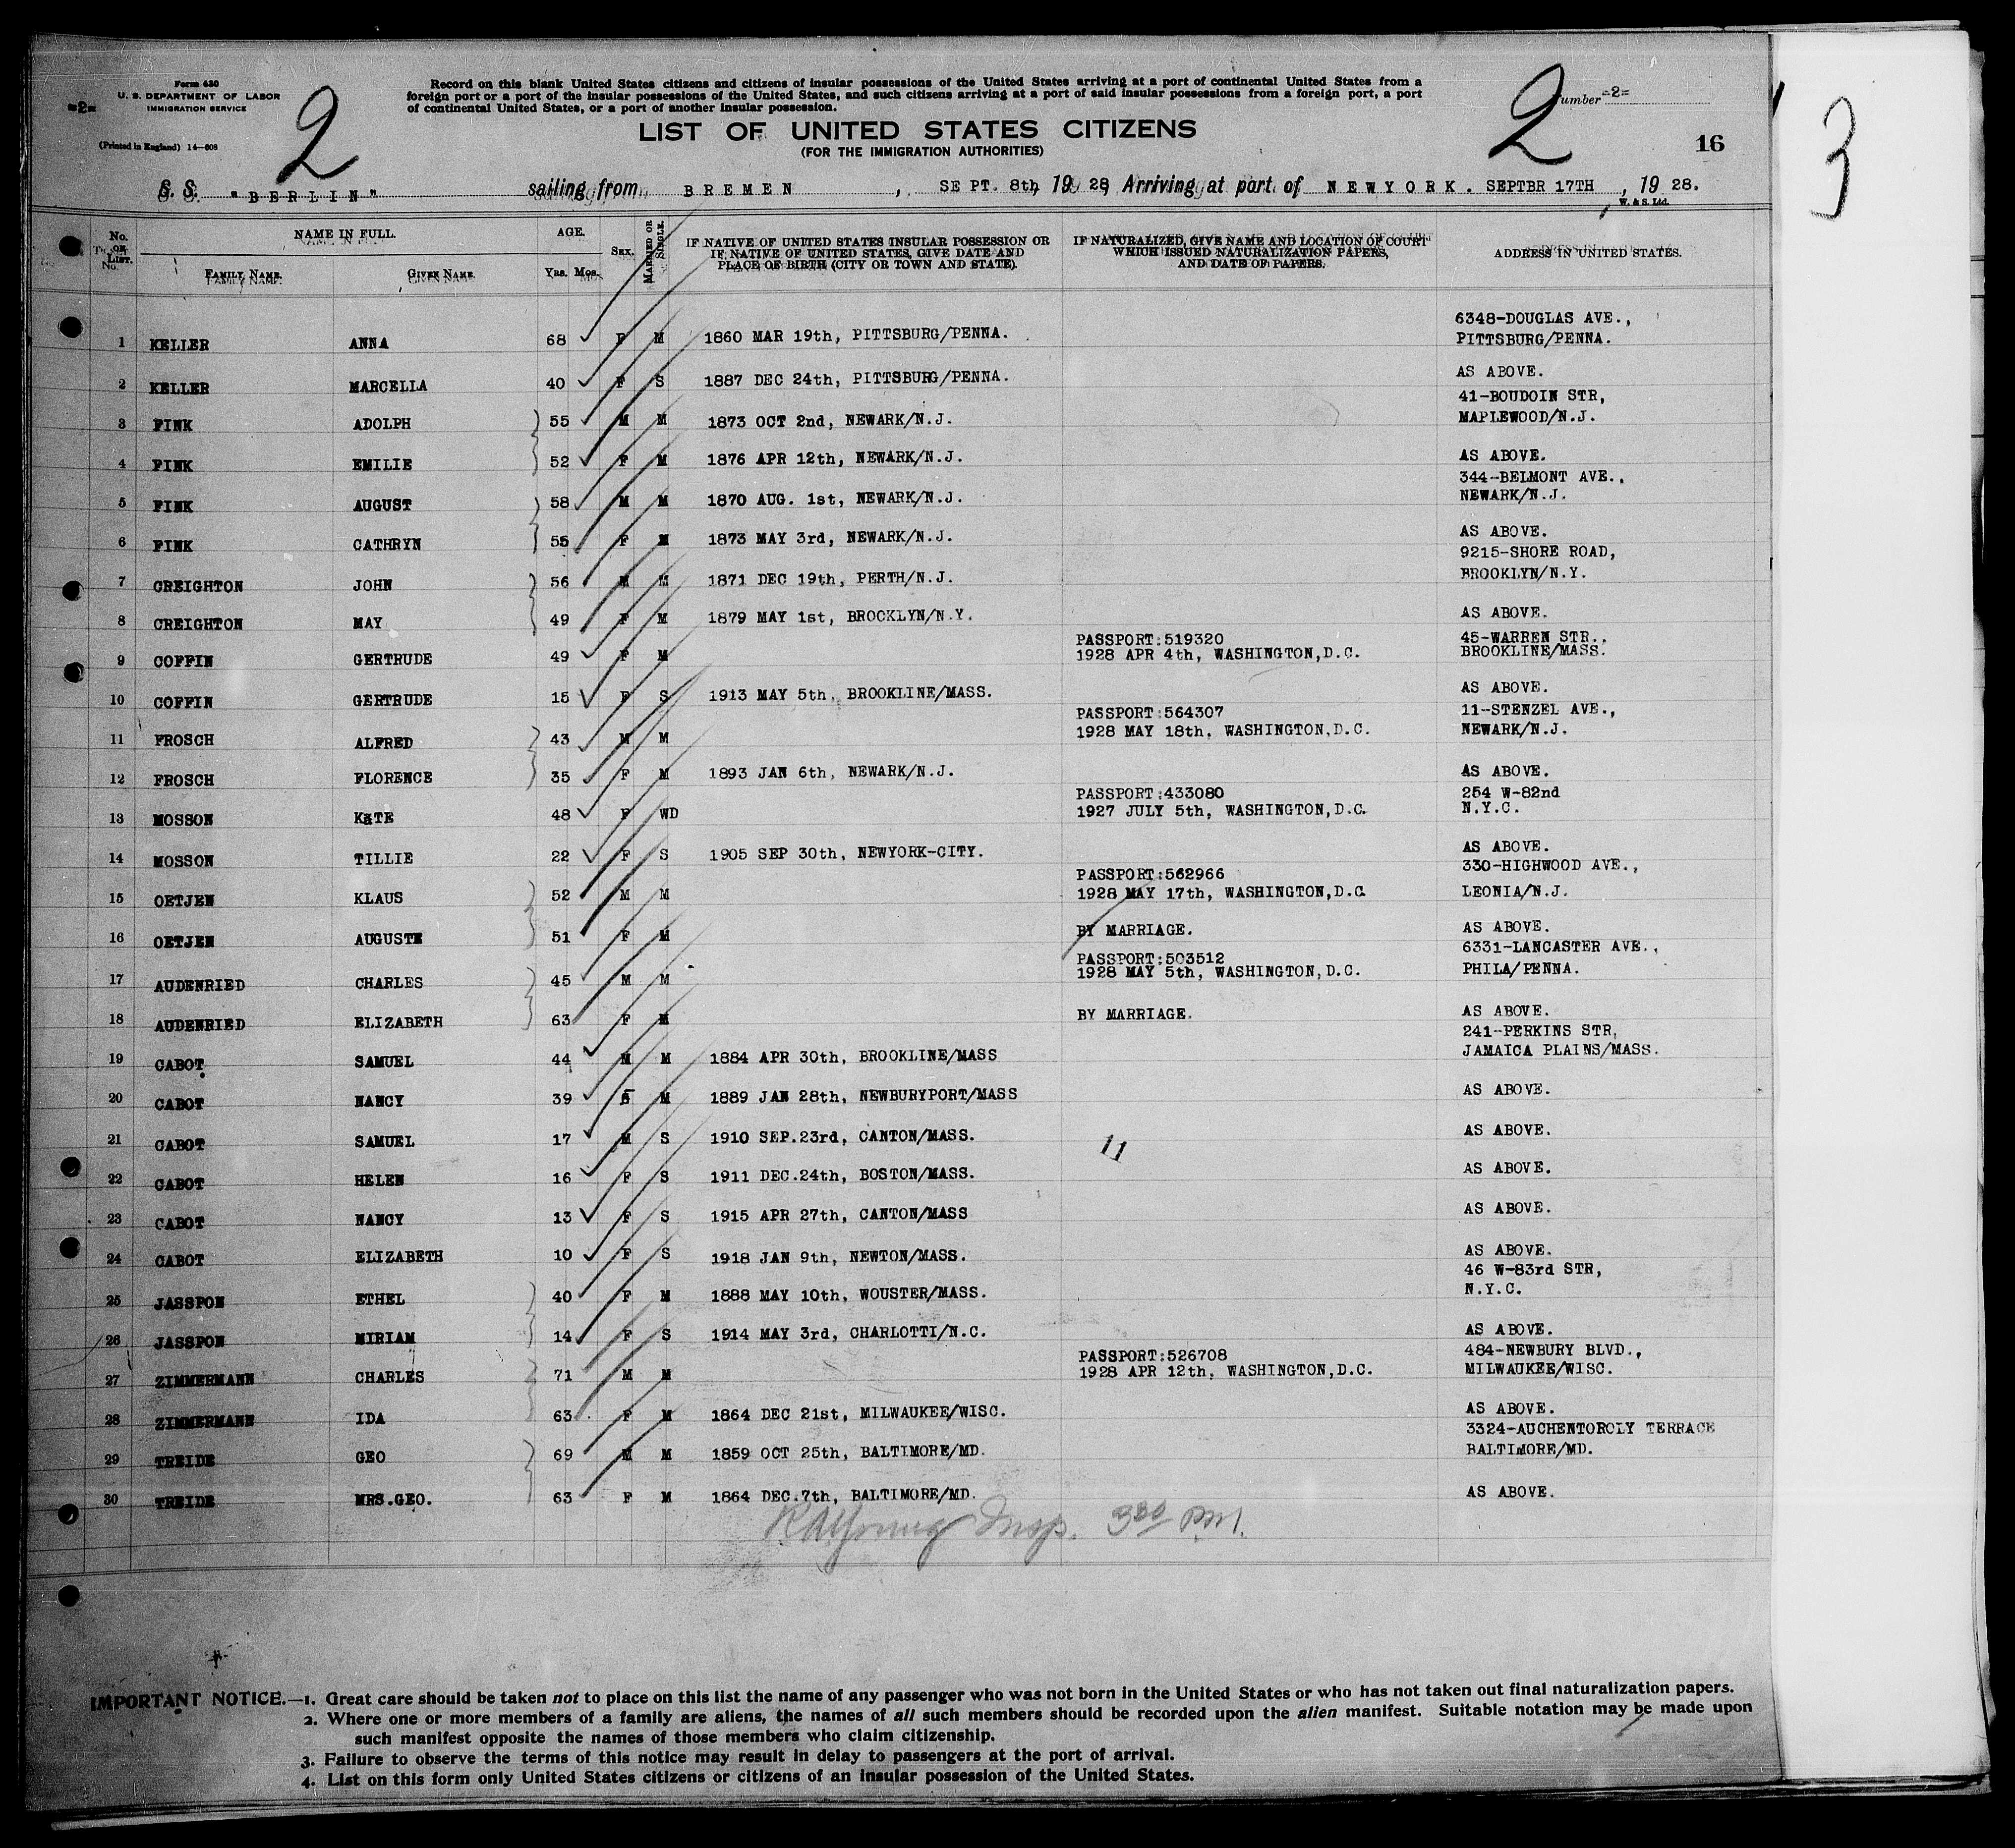 Form 630
U. S. DEPARTMENT OF LABOR
IMMIGRATION SERVICE
(Printed in England) 14—608
=2=
2
Record on this blank United States citizens and citizens of insular possessions of the United States arriving at a port of continental United States from a
foreign port or a port of the insular possessions of the United States, and such citizens arriving at a port of said insular possessions from a foreign port, a port
of continental United States, or a port of another insular possession.
LIST OF UNITED STATES CITIZENS
(FOR THE IMMIGRATION AUTHORITIES)
2
Number =2=
16
3
S. S. "BERLIN" sailing from BREMEN, SEPT. 8th, 1928, Arriving at port of NEWYORK. SEPTBR 17TH, 1928.
W. & S. Ltd.
No. ON LIST. NAME IN FULL. AGE. SEX. MARRIED OR SINGLE. IF NATIVE OF UNITED STATES INSULAR POSSESSION OR IF NATIVE OF UNITED STATES, GIVE DATE AND PLACE OF BIRTH (CITY OR TOWN AND STATE). IF NATURALIZED, GIVE NAME AND LOCATION OF COURT WHICH ISSUED NATURALIZATION PAPERS, AND DATE OF PAPERS. ADDRESS IN UNITED STATES.
FAMILY NAME. GIVEN NAME. Yrs. Mos.
6348-DOUGLAS AVE.,
1 KELLER ANNA 68 F M 1860 MAR 19th, PITTSBURG/PENNA. PITTSBURG/PENNA.
2 KELLER MARCELLA 40 F S 1887 DEC 24th, PITTSBURG/PENNA. AS ABOVE.
41-BOUDOIN STR,
3 FINK ADOLPH 55 M M 1873 OCT 2nd, NEWARK/N.J. MAPLEWOOD/N.J.
4 FINK EMILIE 52 F M 1876 APR 12th, NEWARK/N.J. AS ABOVE.
344-BELMONT AVE.,
5 FINK AUGUST 58 M M 1870 AUG. 1st, NEWARK/N.J. NEWARK/N.J.
6 FINK CATHRYN 55 F M 1873 MAY 3rd, NEWARK/N.J. AS ABOVE.
9215-SHORE ROAD,
7 CREIGHTON JOHN 56 M M 1871 DEC 19th, PERTH/N.J. BROOKLYN/N.Y.
8 CREIGHTON MAY 49 F M 1879 MAY 1st, BROCKLYN/N.Y. AS ABOVE.
PASSPORT:519320 45-WARREN STR..
9 COFFIN GERTRUDE 49 F M 1928 APR 4th, WASHINGTON,D.C. BROOKLINE/MASS.
10 COFFIN GERTRUDE 15 F S 1913 MAY 5th, BROOKLINE/MASS. AS ABOVE.
PASSPORT:564307 11-STENZEL AVE.,
11 FROSCH ALFRED 43 M M 1928 MAY 18th, WASHINGTON,D.C. NEWARK/N.J.
12 FROSCH FLORENCE 35 F M 1893 JAN 6th, NEWARK/N.J. AS ABOVE.
PASSPORT:433080 254 W-82nd
13 MOSSON KäTE 48 F WD 1927 JULY 5th, WASHINGTON,D.C. N.Y.C.
14 MOSSON TILLIE 22 F S 1905 SEP 30th, NEWYORK-CITY. AS ABOVE.
PASSPORT:562966 330-HIGHWOOD AVE.,
15 OETJEN KLAUS 52 M M 1928 MAY 17th, WASHINGTON,D.C LEONIA/N.J.
16 OETJEN AUGUSTE 51 F M BY MARRIAGE. AS ABOVE.
PASSPORT:503512 6331-LANCASTER AVE.,
17 AUDENRIED CHARLES 45 M M 1928 MAY 5th, WASHINGTON,D.C. PHILA/PENNA.
18 AUDENRIED ELIZABETH 63 F M BY MARRIAGE. AS ABOVE.
241-PERKINS STR,
19 CABOT SAMUEL 44 M M 1884 APR 30th, BROOKLINE/MASS JAMAICA PLAINS/MASS.
20 CABOT NANCY 39 F M 1889 JAN 28th, NEWBURYPORT/MASS AS ABOVE.
21 CABOT SAMUEL 17 M S 1910 SEP.23rd, CANTON/MASS. 11 AS ABOVE.
22 CABOT HELEN 16 F S 1911 DEC.24th, BOSTON/MASS. AS ABOVE.
23 CABOT NANCY 13 F S 1915 APR 27th, CANTON/MASS AS ABOVE.
24 CABOT ELIZABETH 10 F S 1918 JAN 9th, NEWTON/MASS. AS ABOVE.
46 W-83rd STR,
25 JASSPON ETHEL 40 F M 1888 MAY 10th, WOUSTER/MASS. N.Y.C.
26 JASSPON MIRIAM 14 F S 1914 MAY 3rd, CHARLOTTI/N.C. AS ABOVE.
PASSPORT:526708 484-NEWBURY BLVD.,
27 ZIMMERMANN CHARLES 71 M M 1928 APR 12th, WASHINGTON,D.C. MILWAUKEE/WISC.
28 ZIMMERMANN IDA 63 F M 1864 DEC 21st, MILWAUKEE/WISC. AS ABOVE.
3324-AUCHENTOROLY TERRACE
29 TREIDE GEO 69 M M 1859 OCT 25th, BALTIMORE/MD. BALTIMORE/MD.
30 TREIDE MRS.GEO. 63 F M 1864 DEC.7th, BALTIMORE/MD. AS ABOVE.
Young Insp. 3 30 PM.
IMPORTANT NOTICE.—1. Great care should be taken not to place on this list the name of any passenger who was not born in the United States or who has not taken out final naturalization papers.
2. Where one or more members of a family are aliens, the names of all such members should be recorded upon the alien manifest. Suitable notation may be made upon
such manifest opposite the names of those members who claim citizenship.
3. Failure to observe the terms of this notice may result in delay to passengers at the port of arrival.
4. List on this form only United States citizens or citizens of an insular possession of the United States.